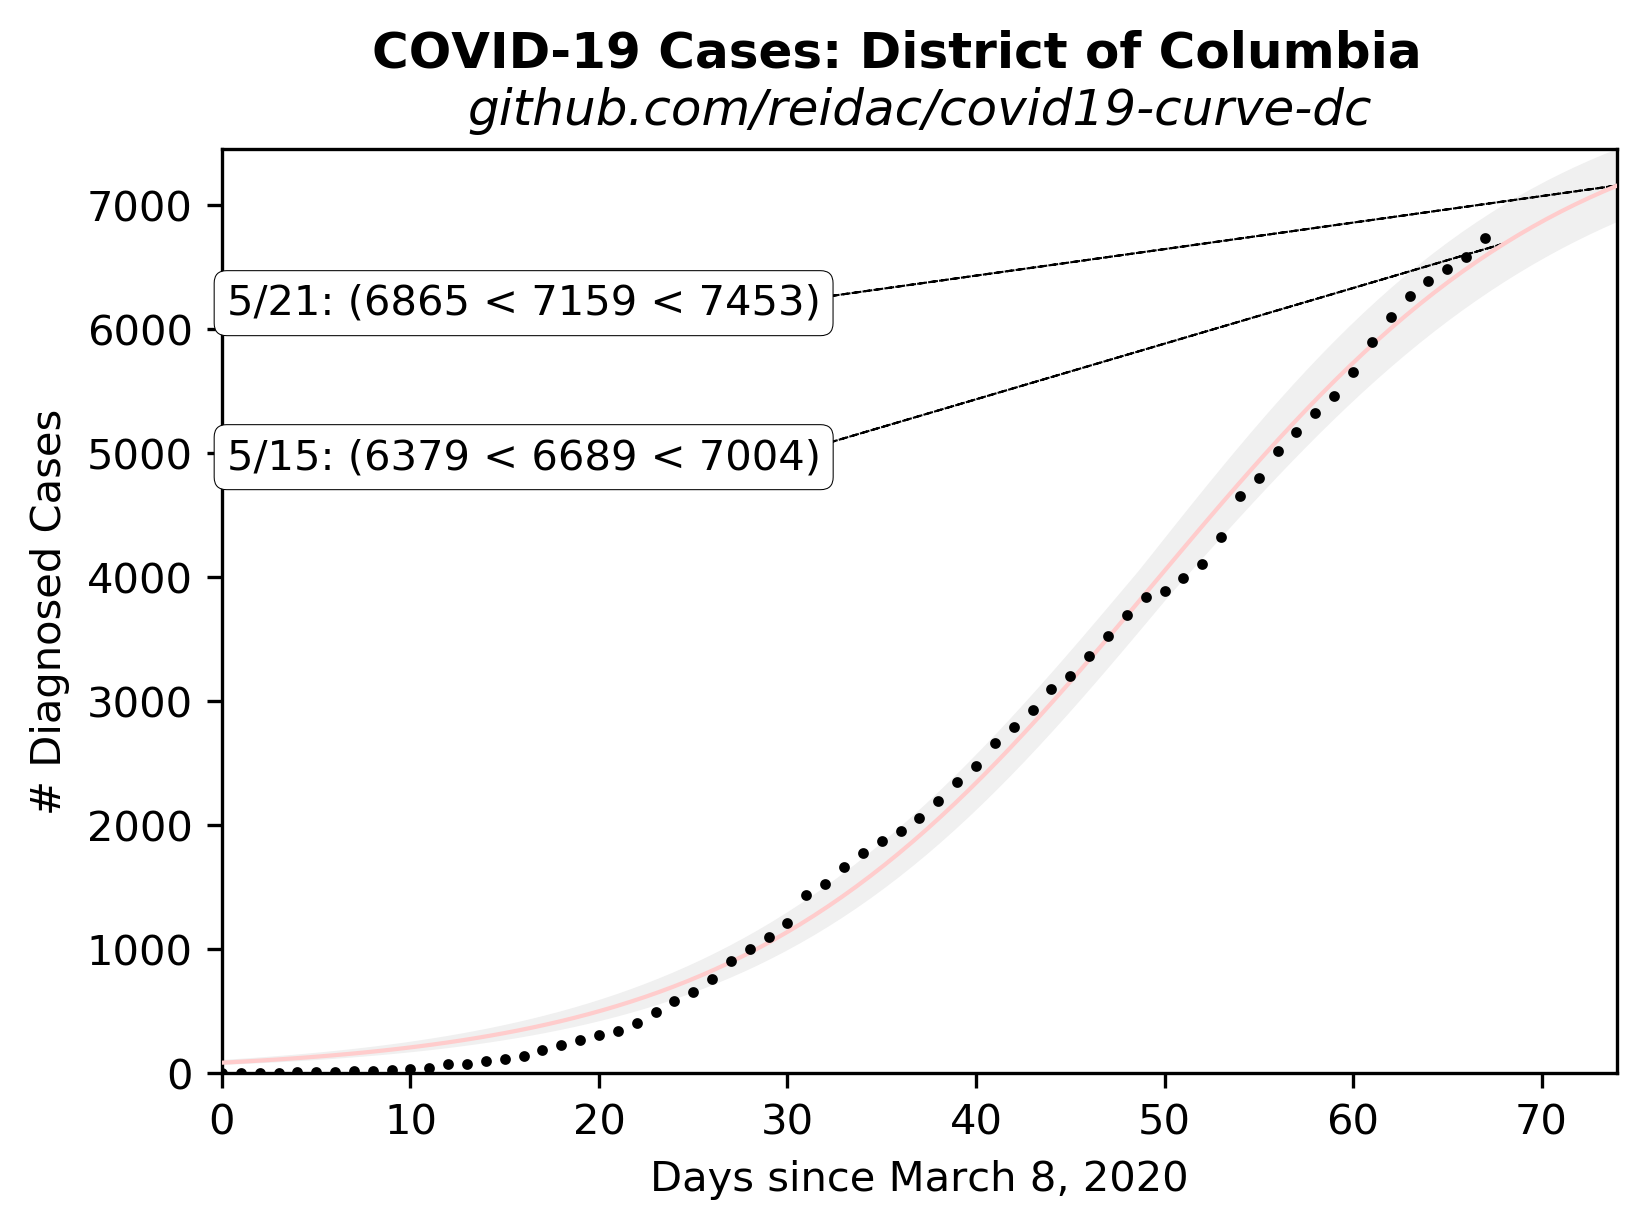 COVID-19 Cases: District of Columbia
github.com/reidac/covid19-curve-dc
7000
5/21: (6865 < 7159 < 7453)
6000
5000
5/15: (6379 < 6689 < 7004)
4000
3000
2000
1000
0
# Diagnosed Cases
0 10 20 30 40 50 60 70
Days since March 8, 2020